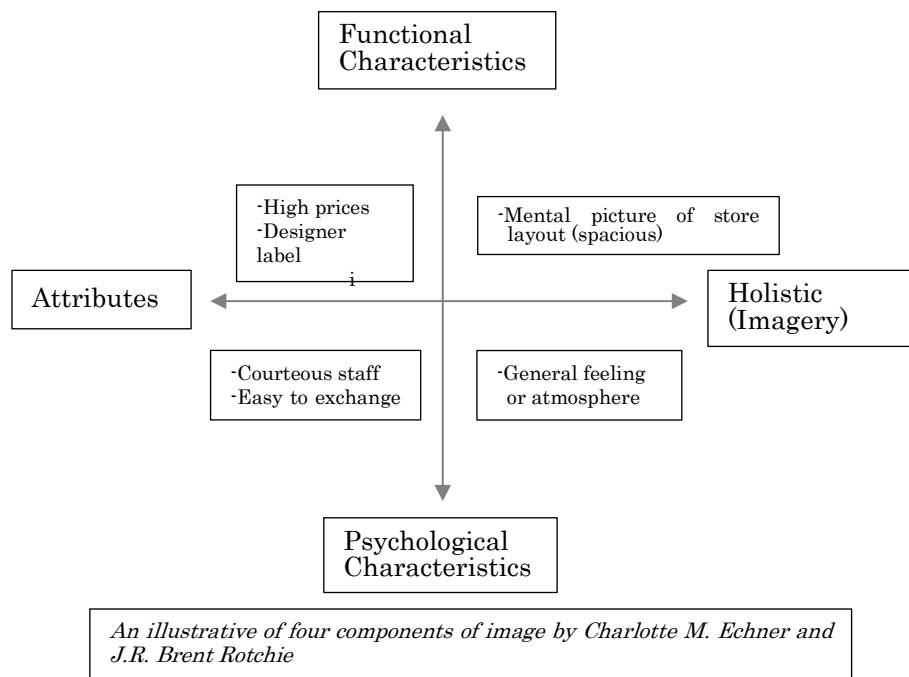 Functional
Characteristics
-High prices
-Designer
label
i
-Mental picture of store
layout (spacious)
Attributes
Holistic
(Imagery)
-Courteous staff
-Easy to exchange
-General feeling
or atmosphere
Psychological
Characteristics
An illustrative of four components of image by Charlotte M. Echner and
J.R. Brent Rotchie